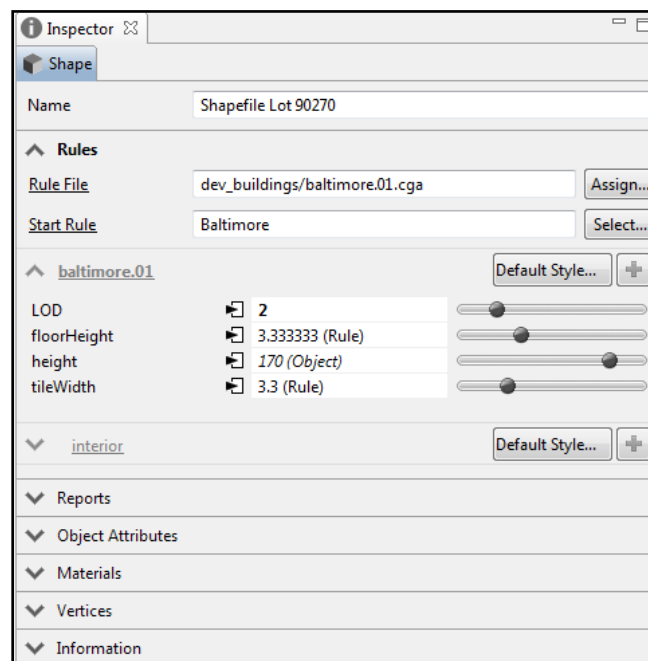 Inspector
Shape
Name Shapefile Lot 90270
Rules
Rule File dev_buildings/baltimore.01.cga Assign...
Start Rule Baltimore Select...
baltimore.01 Default Style...
LOD 2
floorHeight 3.333333 (Rule)
height 170 (Object)
tileWidth 3.3 (Rule)
interior Default Style...
Reports
Object Attributes
Materials
Vertices
Information